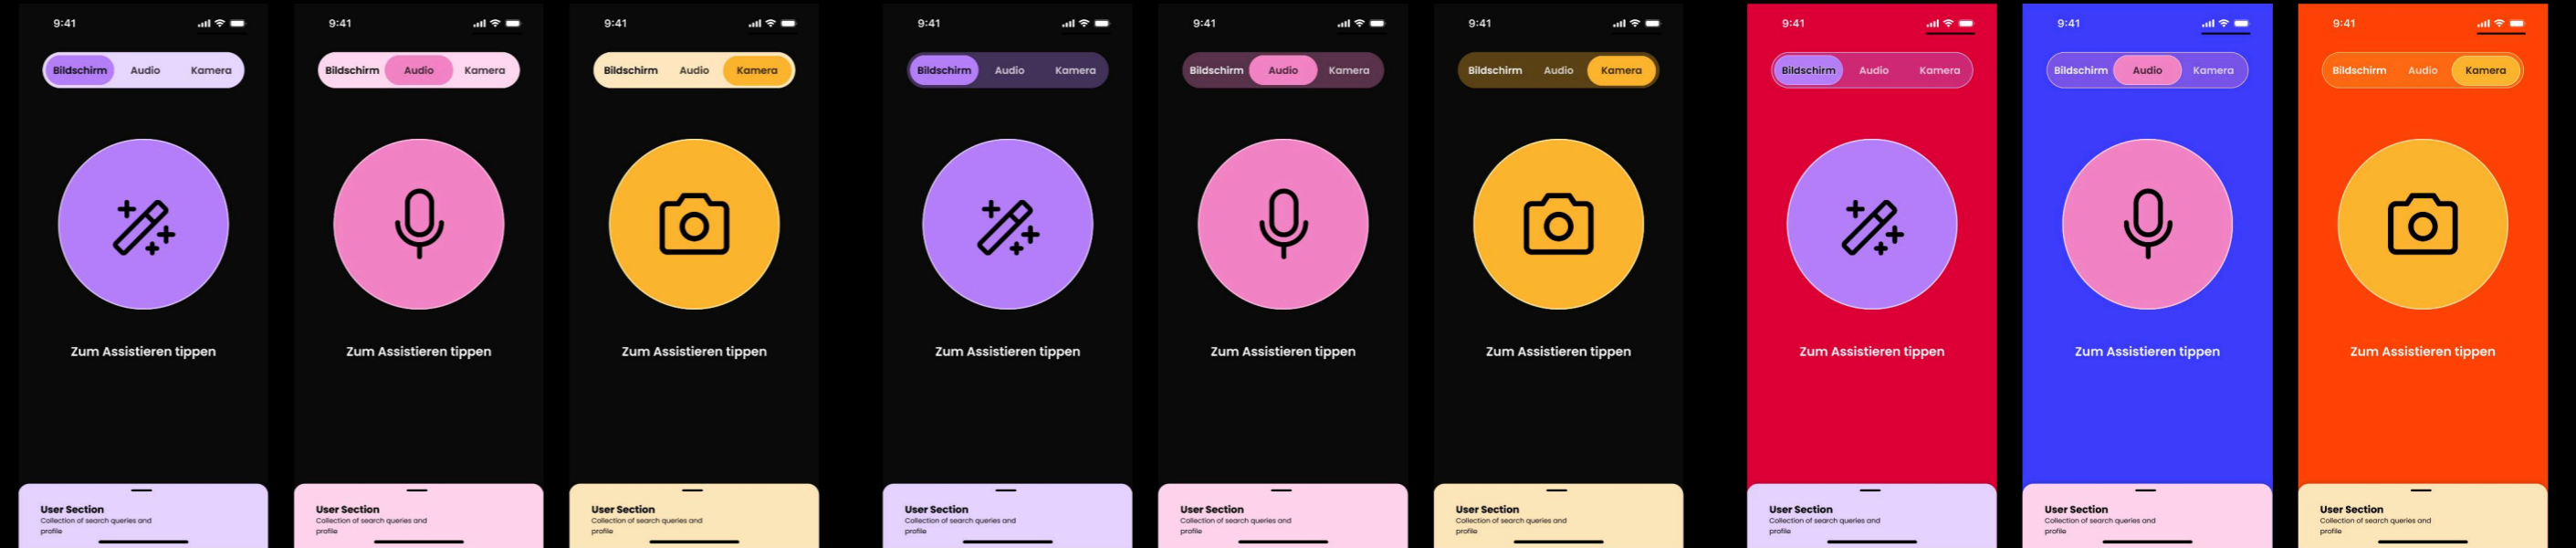 9:41
Bildschirm Audio Kamera
Zum Assistieren tippen
User Section
Collection of search queries and
profile
9:41
Bildschirm Audio Kamera
Zum Assistieren tippen
User Section
Collection of search queries and
profile
9:41
Bildschirm Audio Kamera
Zum Assistieren tippen
User Section
Collection of search queries and
profile
9:41
Bildschirm Audio Kamera
Zum Assistieren tippen
User Section
Collection of search queries and
profile
9:41
Bildschirm Audio Kamera
Zum Assistieren tippen
User Section
Collection of search queries and
profile
9:41
Bildschirm Audio Kamera
Zum Assistieren tippen
User Section
Collection of search queries and
profile
9:41
Bildschirm Audio Kamera
Zum Assistieren tippen
User Section
Collection of search queries and
profile
9:41
Bildschirm Audio Kamera
Zum Assistieren tippen
User Section
Collection of search queries and
profile
9:41
Bildschirm Audio Kamera
Zum Assistieren tippen
User Section
Collection of search queries and
profile